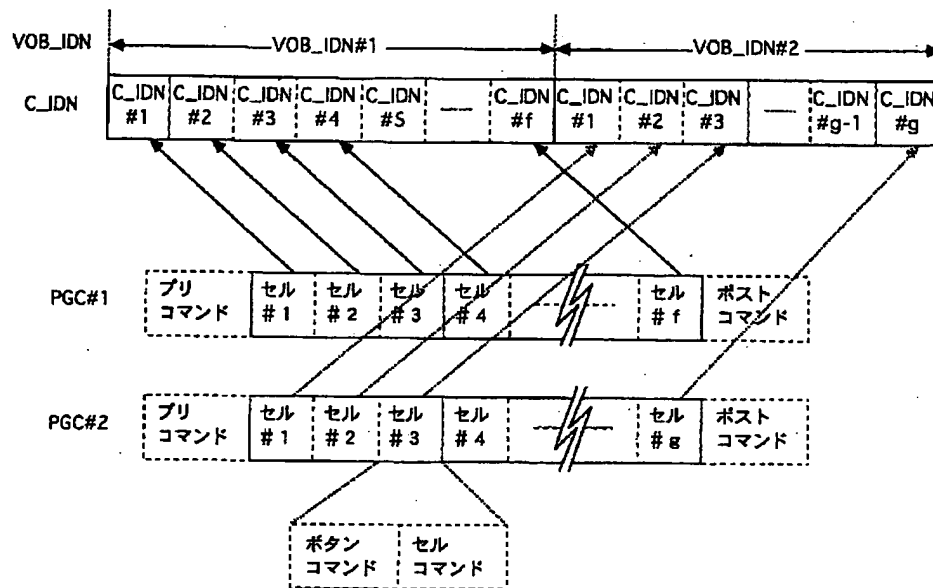 VOB_IDN
VOB_IDN#1
VOB_IDN#2
C_IDN
C_IDN
#1
C_IDN
#2
C_IDN
#3
C_IDN
#4
C_IDN
#S
C_IDN
#f
C_IDN
#1
C_IDN
#2
C_IDN
#3
C_IDN
#g-1
C_IDN
#g
PGC#1
プリ
コマンド
セル
#1
セル
#2
セル
#3
セル
#4
セル
#f
ポスト
コマンド
PGC#2
プリ
コマンド
セル
#1
セル
#2
セル
#3
セル
#4
セル
#g
ポスト
コマンド
ボタン
コマンド
セル
コマンド